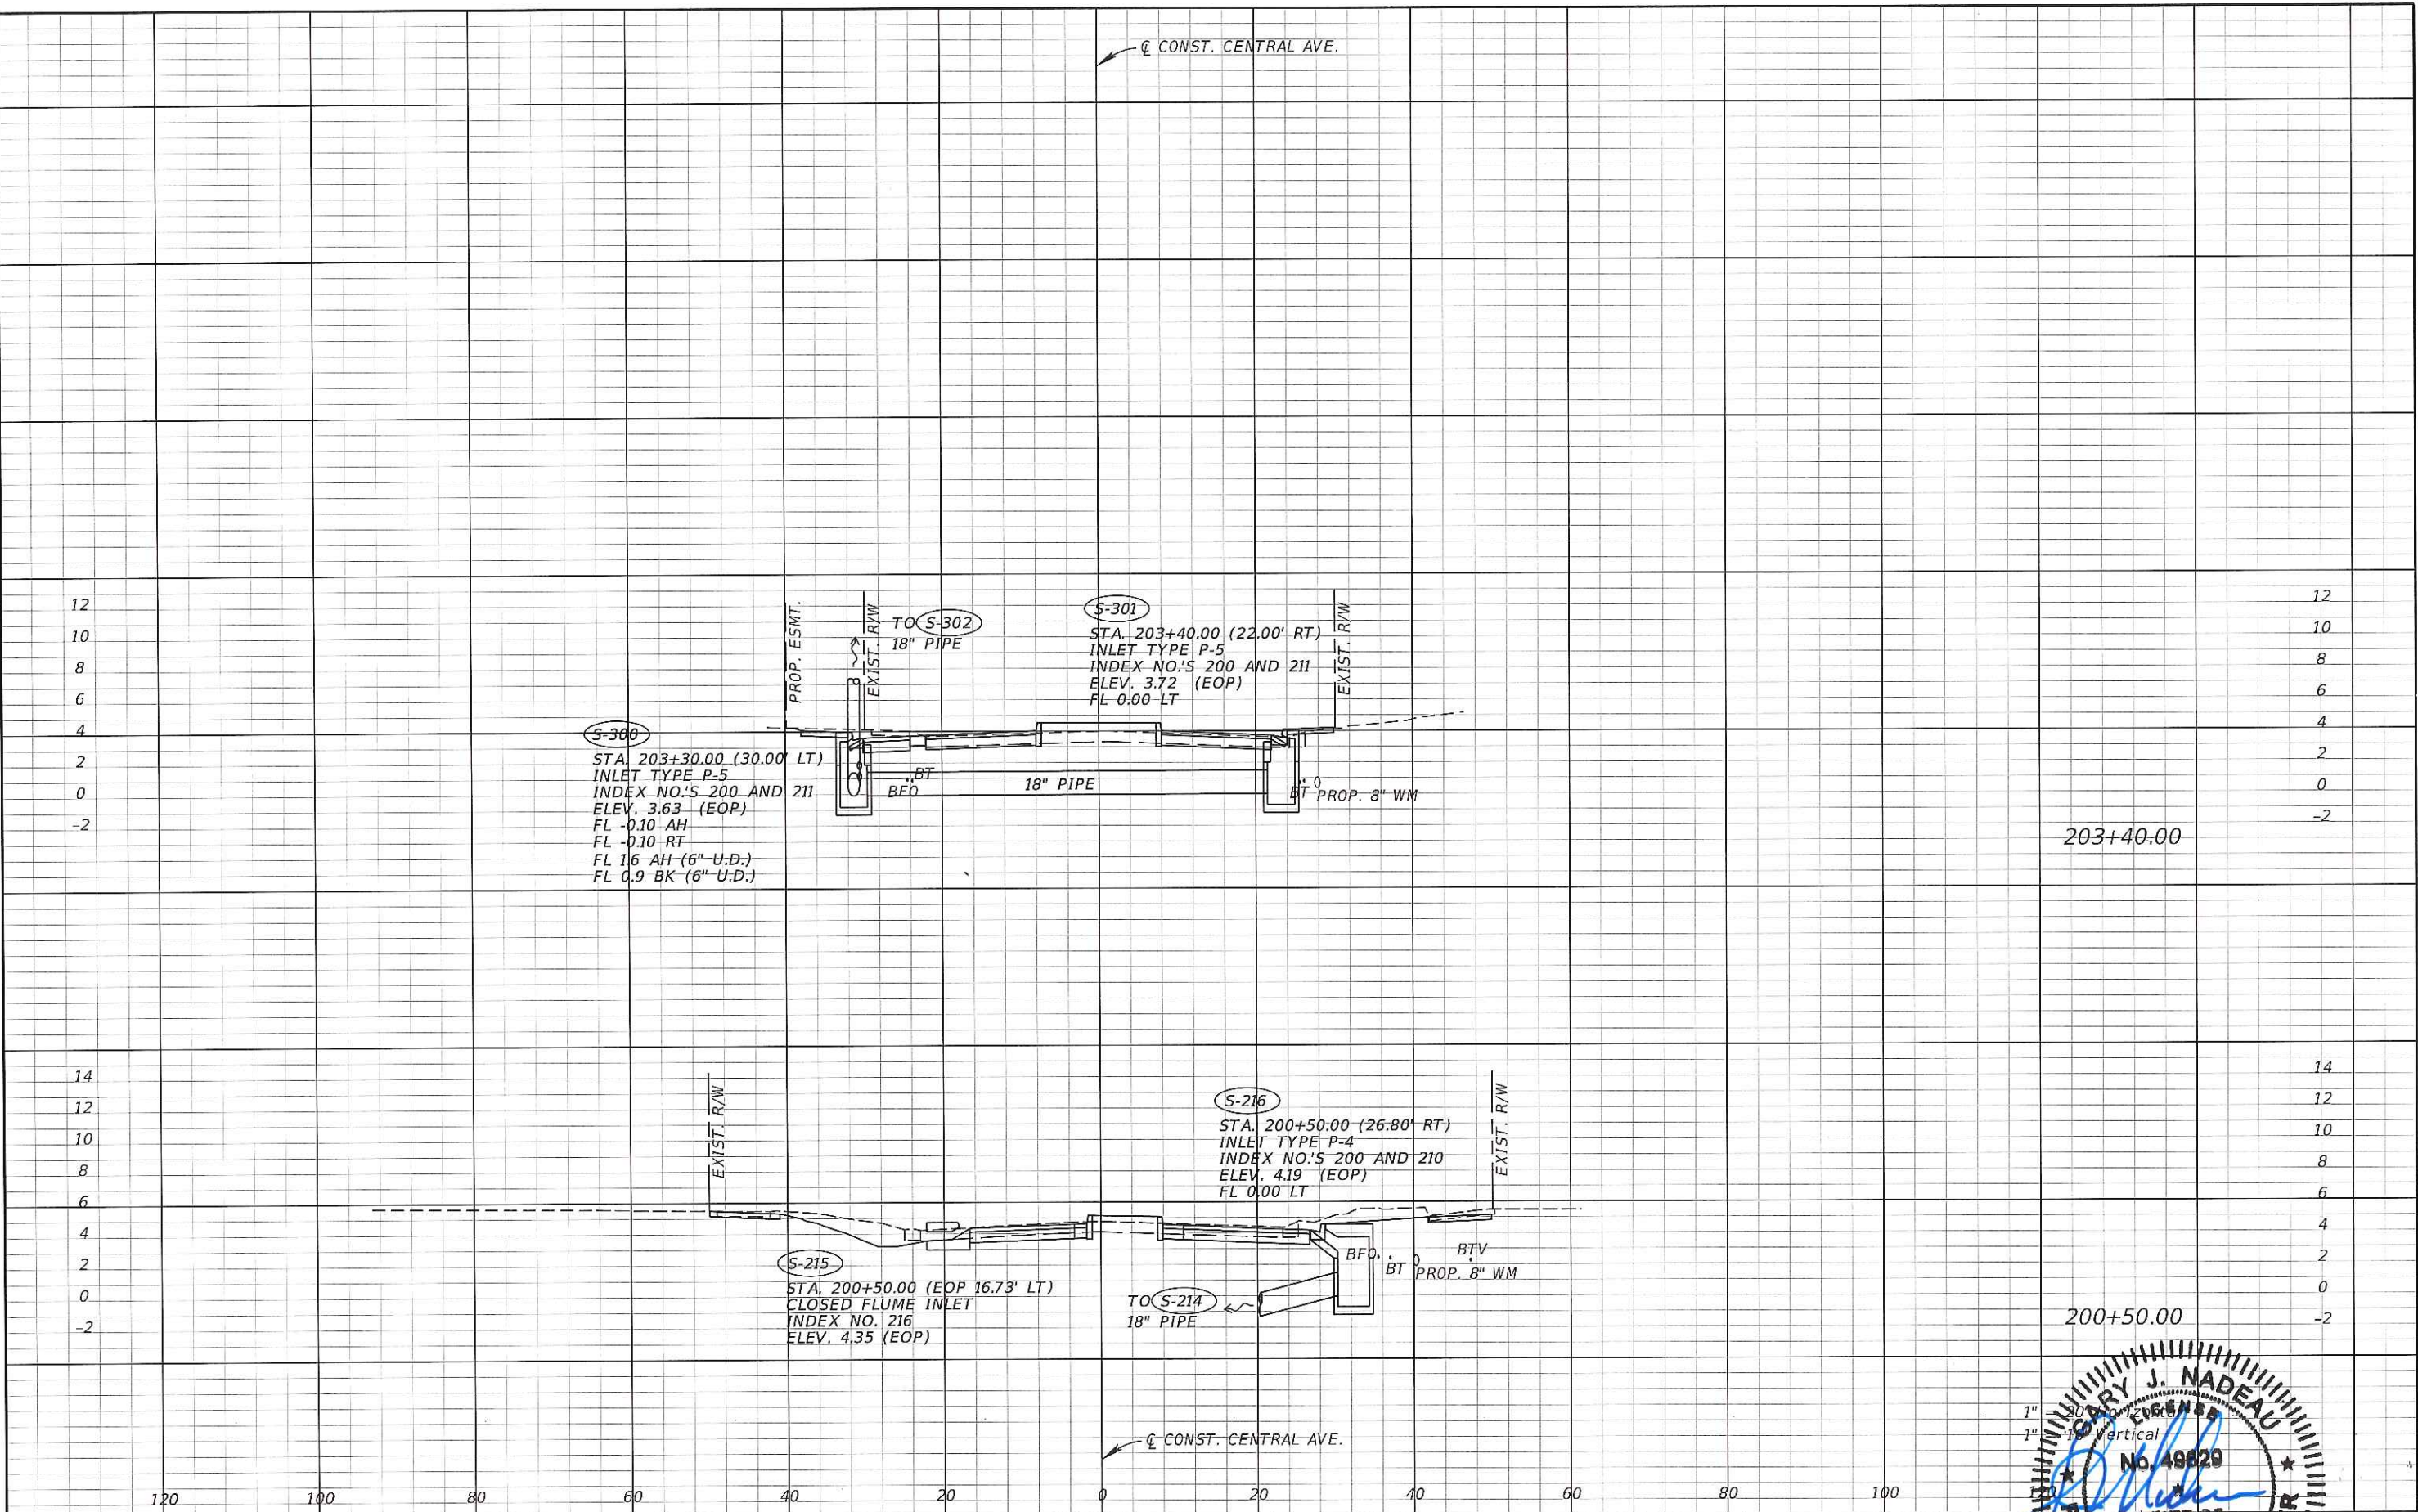 ℄ CONST. CENTRAL AVE.
12
10
8
6
4
2
0
-2
PROP. ESMT.
EXIST. R/W
TO S-302
18" PIPE
S-301
STA. 203+40.00 (22.00' RT)
INLET TYPE P-5
INDEX NO.'S 200 AND 211
ELEV. 3.72 (EOP)
FL 0.00 LT
EXIST. R/W
12
10
8
6
4
2
0
-2
S-300
STA. 203+30.00 (30.00' LT)
INLET TYPE P-5
INDEX NO.'S 200 AND 211
ELEV. 3.63 (EOP)
FL -0.10 AH
FL -0.10 RT
FL 1.6 AH (6" U.D.)
FL 0.9 BK (6" U.D.)
BT
BFO
18" PIPE
BT
PROP. 8" WM
203+40.00
14
12
10
8
6
4
2
0
-2
EXIST. R/W
S-216
STA. 200+50.00 (26.80' RT)
INLET TYPE P-4
INDEX NO.'S 200 AND 210
ELEV. 4.19 (EOP)
FL 0.00 LT
EXIST. R/W
14
12
10
8
6
4
2
0
-2
S-215
STA. 200+50.00 (EOP 16.73' LT)
CLOSED FLUME INLET
INDEX NO. 216
ELEV. 4.35 (EOP)
BFO
BT
BTV
PROP. 8" WM
TO S-214
18" PIPE
200+50.00
℄ CONST. CENTRAL AVE.
GARY J. NADEAU
LICENSE
1" = 20' Horizontal
1" = 10' Vertical
No. 49829
120 100 80 60 40 20 0 20 40 60 80 100 120